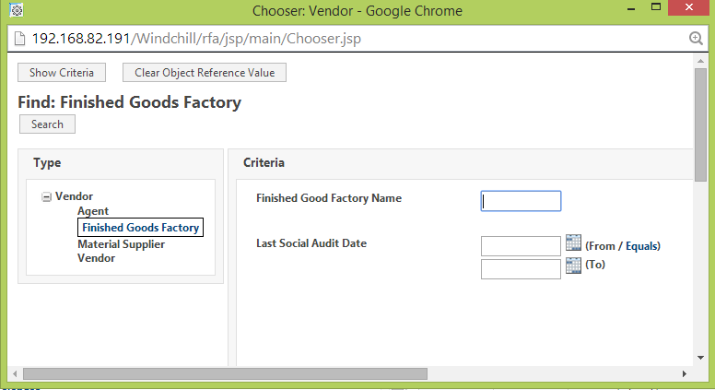 Chooser: Vendor - Google Chrome
192.168.82.191/Windchill/rfa/jsp/main/Chooser.jsp
Show Criteria Clear Object Reference Value
Find: Finished Goods Factory
Search
Type
Vendor
Agent
Finished Goods Factory
Material Supplier
Vendor
Criteria
Finished Good Factory Name
Last Social Audit Date (From / Equals)
(To)